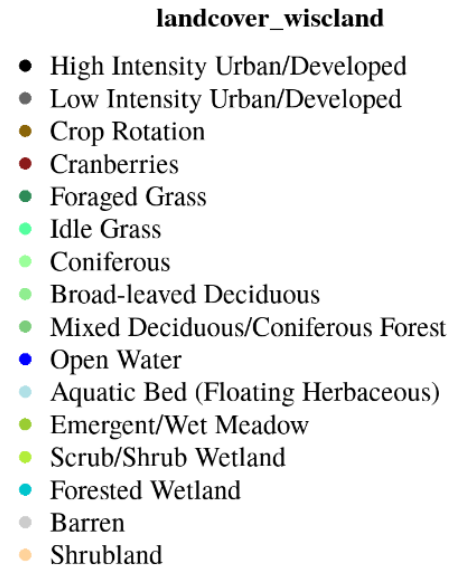 landcover_wiscland
High Intensity Urban/Developed
Low Intensity Urban/Developed
Crop Rotation
Cranberries
Foraged Grass
Idle Grass
Coniferous
Broad-leaved Deciduous
Mixed Deciduous/Coniferous Forest
Open Water
Aquatic Bed (Floating Herbaceous)
Emergent/Wet Meadow
Scrub/Shrub Wetland
Forested Wetland
Barren
Shrubland